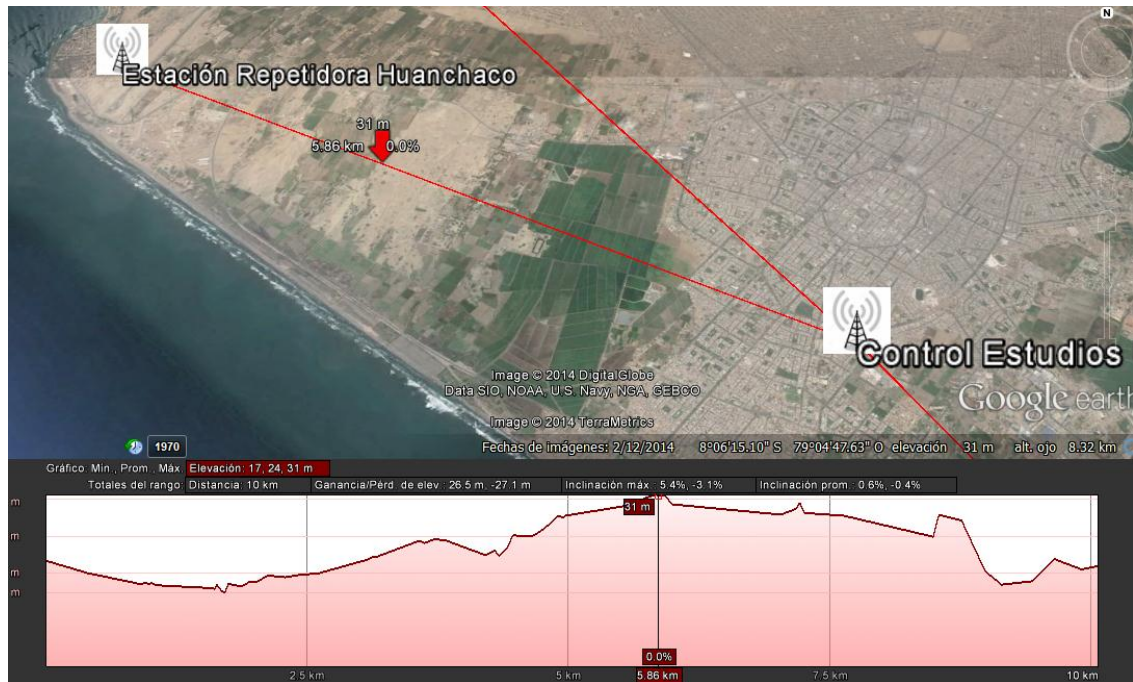 N
Estación Repetidora Huanchaco
31 m
5.86 km 0.0%
Control Estudios
Image © 2014 DigitalGlobe
Data SIO, NOAA, U.S. Navy, NGA, GEBCO
Image © 2014 TerraMetrics
Google earth
1970 Fechas de imágenes: 2/12/2014 8°06'15.10" S 79°04'47.63" O elevación 31 m alt. ojo 8.32 km
Gráfico: Mín., Prom., Máx Elevación: 17, 24, 31 m
Totales del rango: Distancia: 10 km Ganancia/Pérd. de elev.: 26.5 m, -27.1 m Inclinación máx.: 5.4%, -3.1% Inclinación prom.: 0.6%, -0.4%
m
31 m
m
m
m
0.0%
2.5 km 5 km 5.86 km 7.5 km 10 km